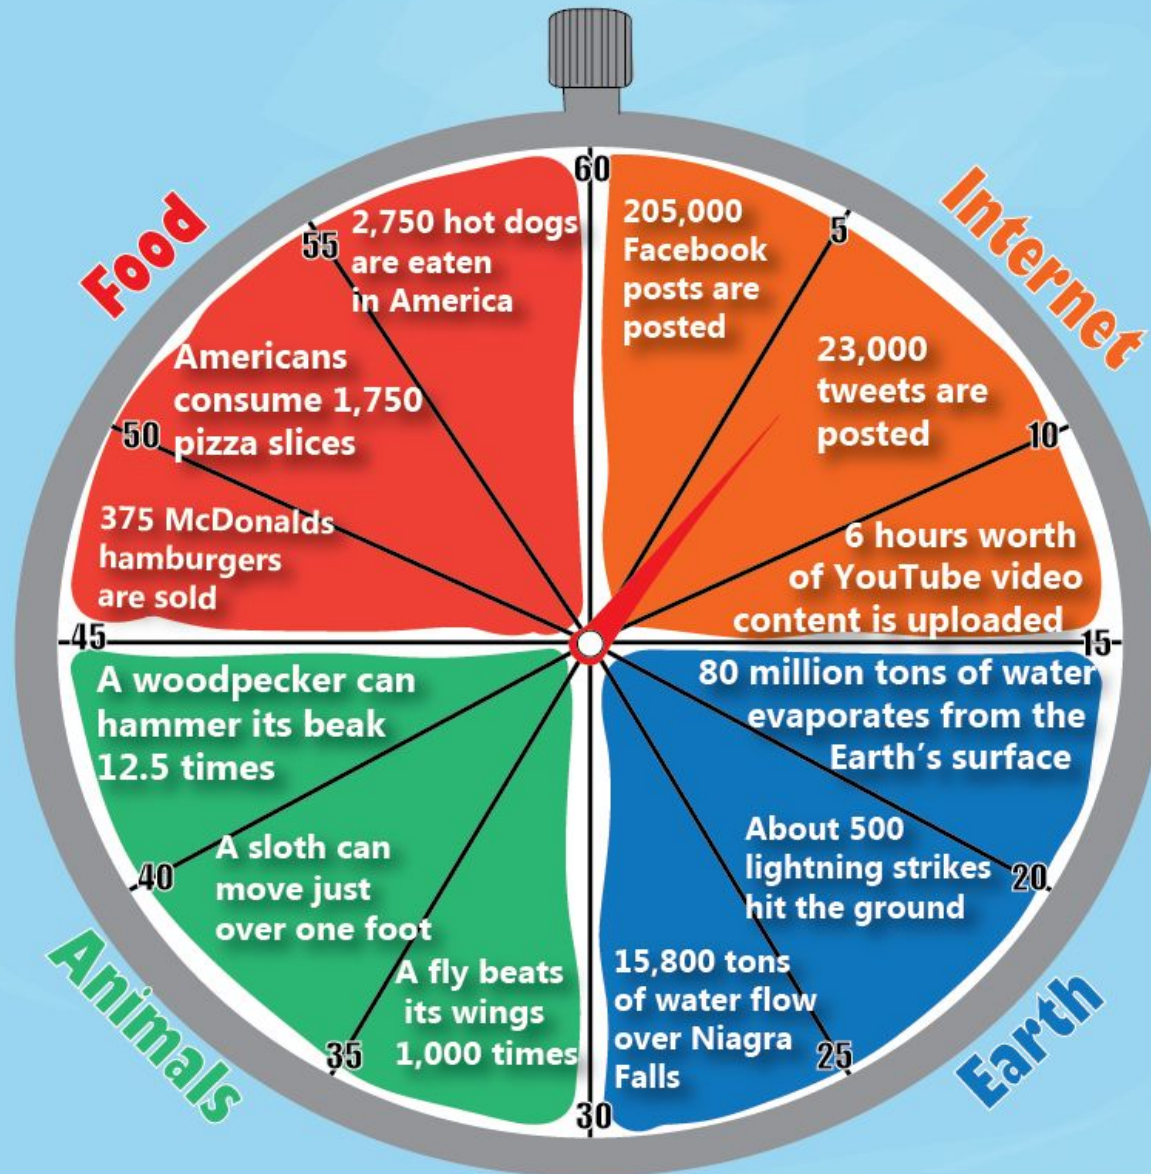 Food
Internet
60
2,750 hot dogs
are eaten
in America
55
Americans
consume 1,750
pizza slices
50
375 McDonalds
hamburgers
are sold
45
205,000
Facebook
posts are
posted
5
23,000
tweets are
posted
10
6 hours worth
of YouTube video
content is uploaded
15
A woodpecker can
hammer its beak
12.5 times
40
A sloth can
move just
over one foot
35
A fly beats
its wings
1,000 times
30
80 million tons of water
evaporates from the
Earth’s surface
20
About 500
lightning strikes
hit the ground
25
15,800 tons
of water flow
over Niagra
Falls
Animals
Earth